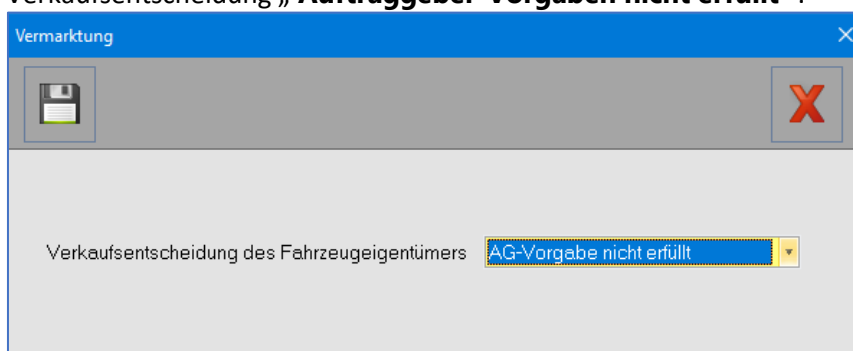 Verkaufsentscheidung „Auftraggeber-Vorgaben nicht erfüllt“.
Vermarktung
Verkaufsentscheidung des Fahrzeugeigentümers AG-Vorgabe nicht erfüllt